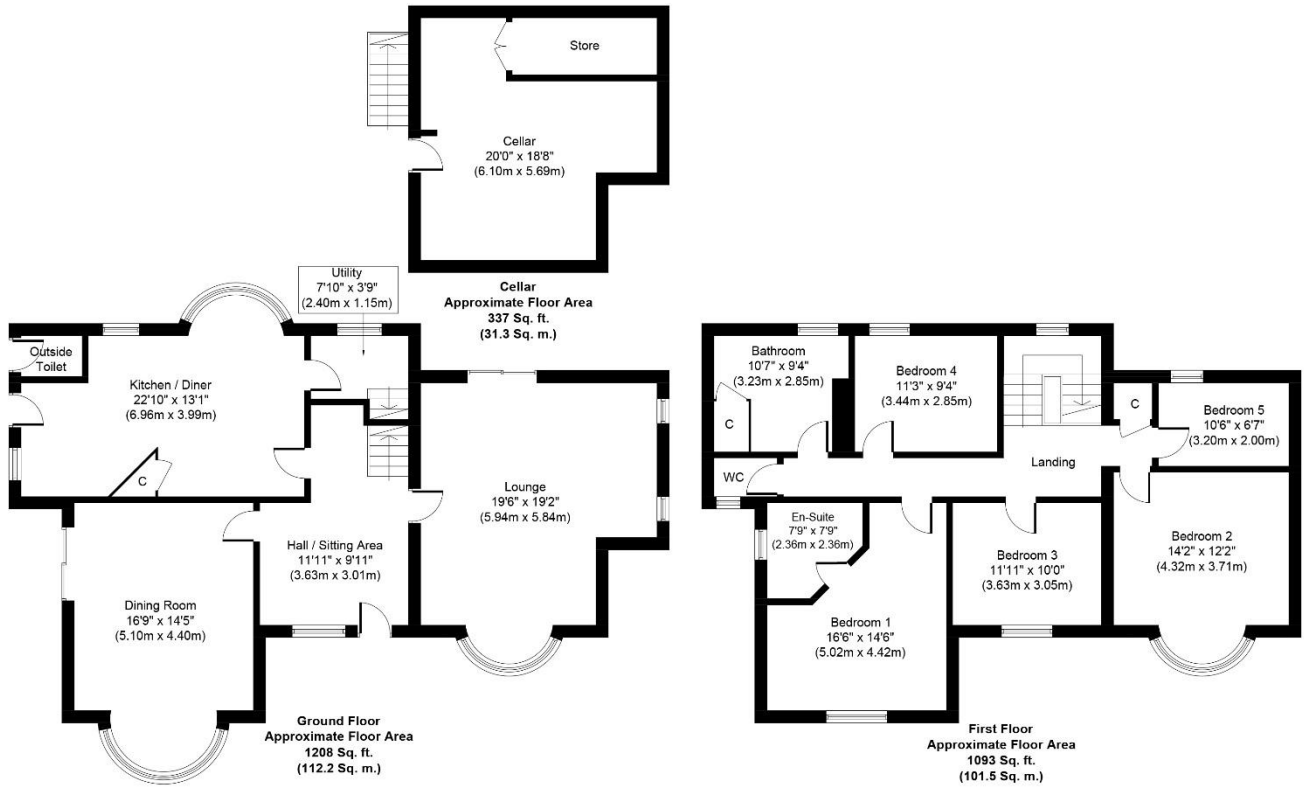 Store
Cellar
20'0" x 18'8"
(6.10m x 5.69m)
Cellar
Approximate Floor Area
337 Sq. ft.
(31.3 Sq. m.)
Utility
7'10" x 3'9"
(2.40m x 1.15m)
Outside
Toilet
Kitchen / Diner
22'10" x 13'1"
(6.96m x 3.99m)
C
Lounge
19'6" x 19'2"
(5.94m x 5.84m)
Hall / Sitting Area
11'11" x 9'11"
(3.63m x 3.01m)
Dining Room
16'9" x 14'5"
(5.10m x 4.40m)
Ground Floor
Approximate Floor Area
1208 Sq. ft.
(112.2 Sq. m.)
Bathroom
10'7" x 9'4"
(3.23m x 2.85m)
C
Bedroom 4
11'3" x 9'4"
(3.44m x 2.85m)
C
Bedroom 5
10'6" x 6'7"
(3.20m x 2.00m)
WC
Landing
En-Suite
7'9" x 7'9"
(2.36m x 2.36m)
Bedroom 3
11'11" x 10'0"
(3.63m x 3.05m)
Bedroom 2
14'2" x 12'2"
(4.32m x 3.71m)
Bedroom 1
16'6" x 14'6"
(5.02m x 4.42m)
First Floor
Approximate Floor Area
1093 Sq. ft.
(101.5 Sq. m.)